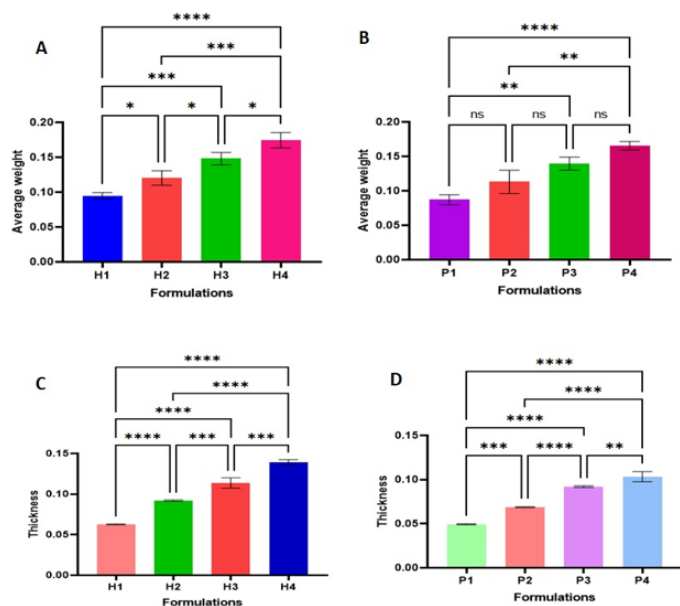 A
****
***
***
*
*
*
Average weight
0.20
0.15
0.10
0.05
0.00
H1 H2 H3 H4
Formulations
B
****
**
**
ns
ns
ns
Average weight
0.20
0.15
0.10
0.05
0.00
P1 P2 P3 P4
Formulations
C
****
****
****
****
***
***
Thickness
0.15
0.10
0.05
0.00
H1 H2 H3 H4
Formulations
D
****
****
****
***
****
**
Thickness
0.15
0.10
0.05
0.00
P1 P2 P3 P4
Formulations